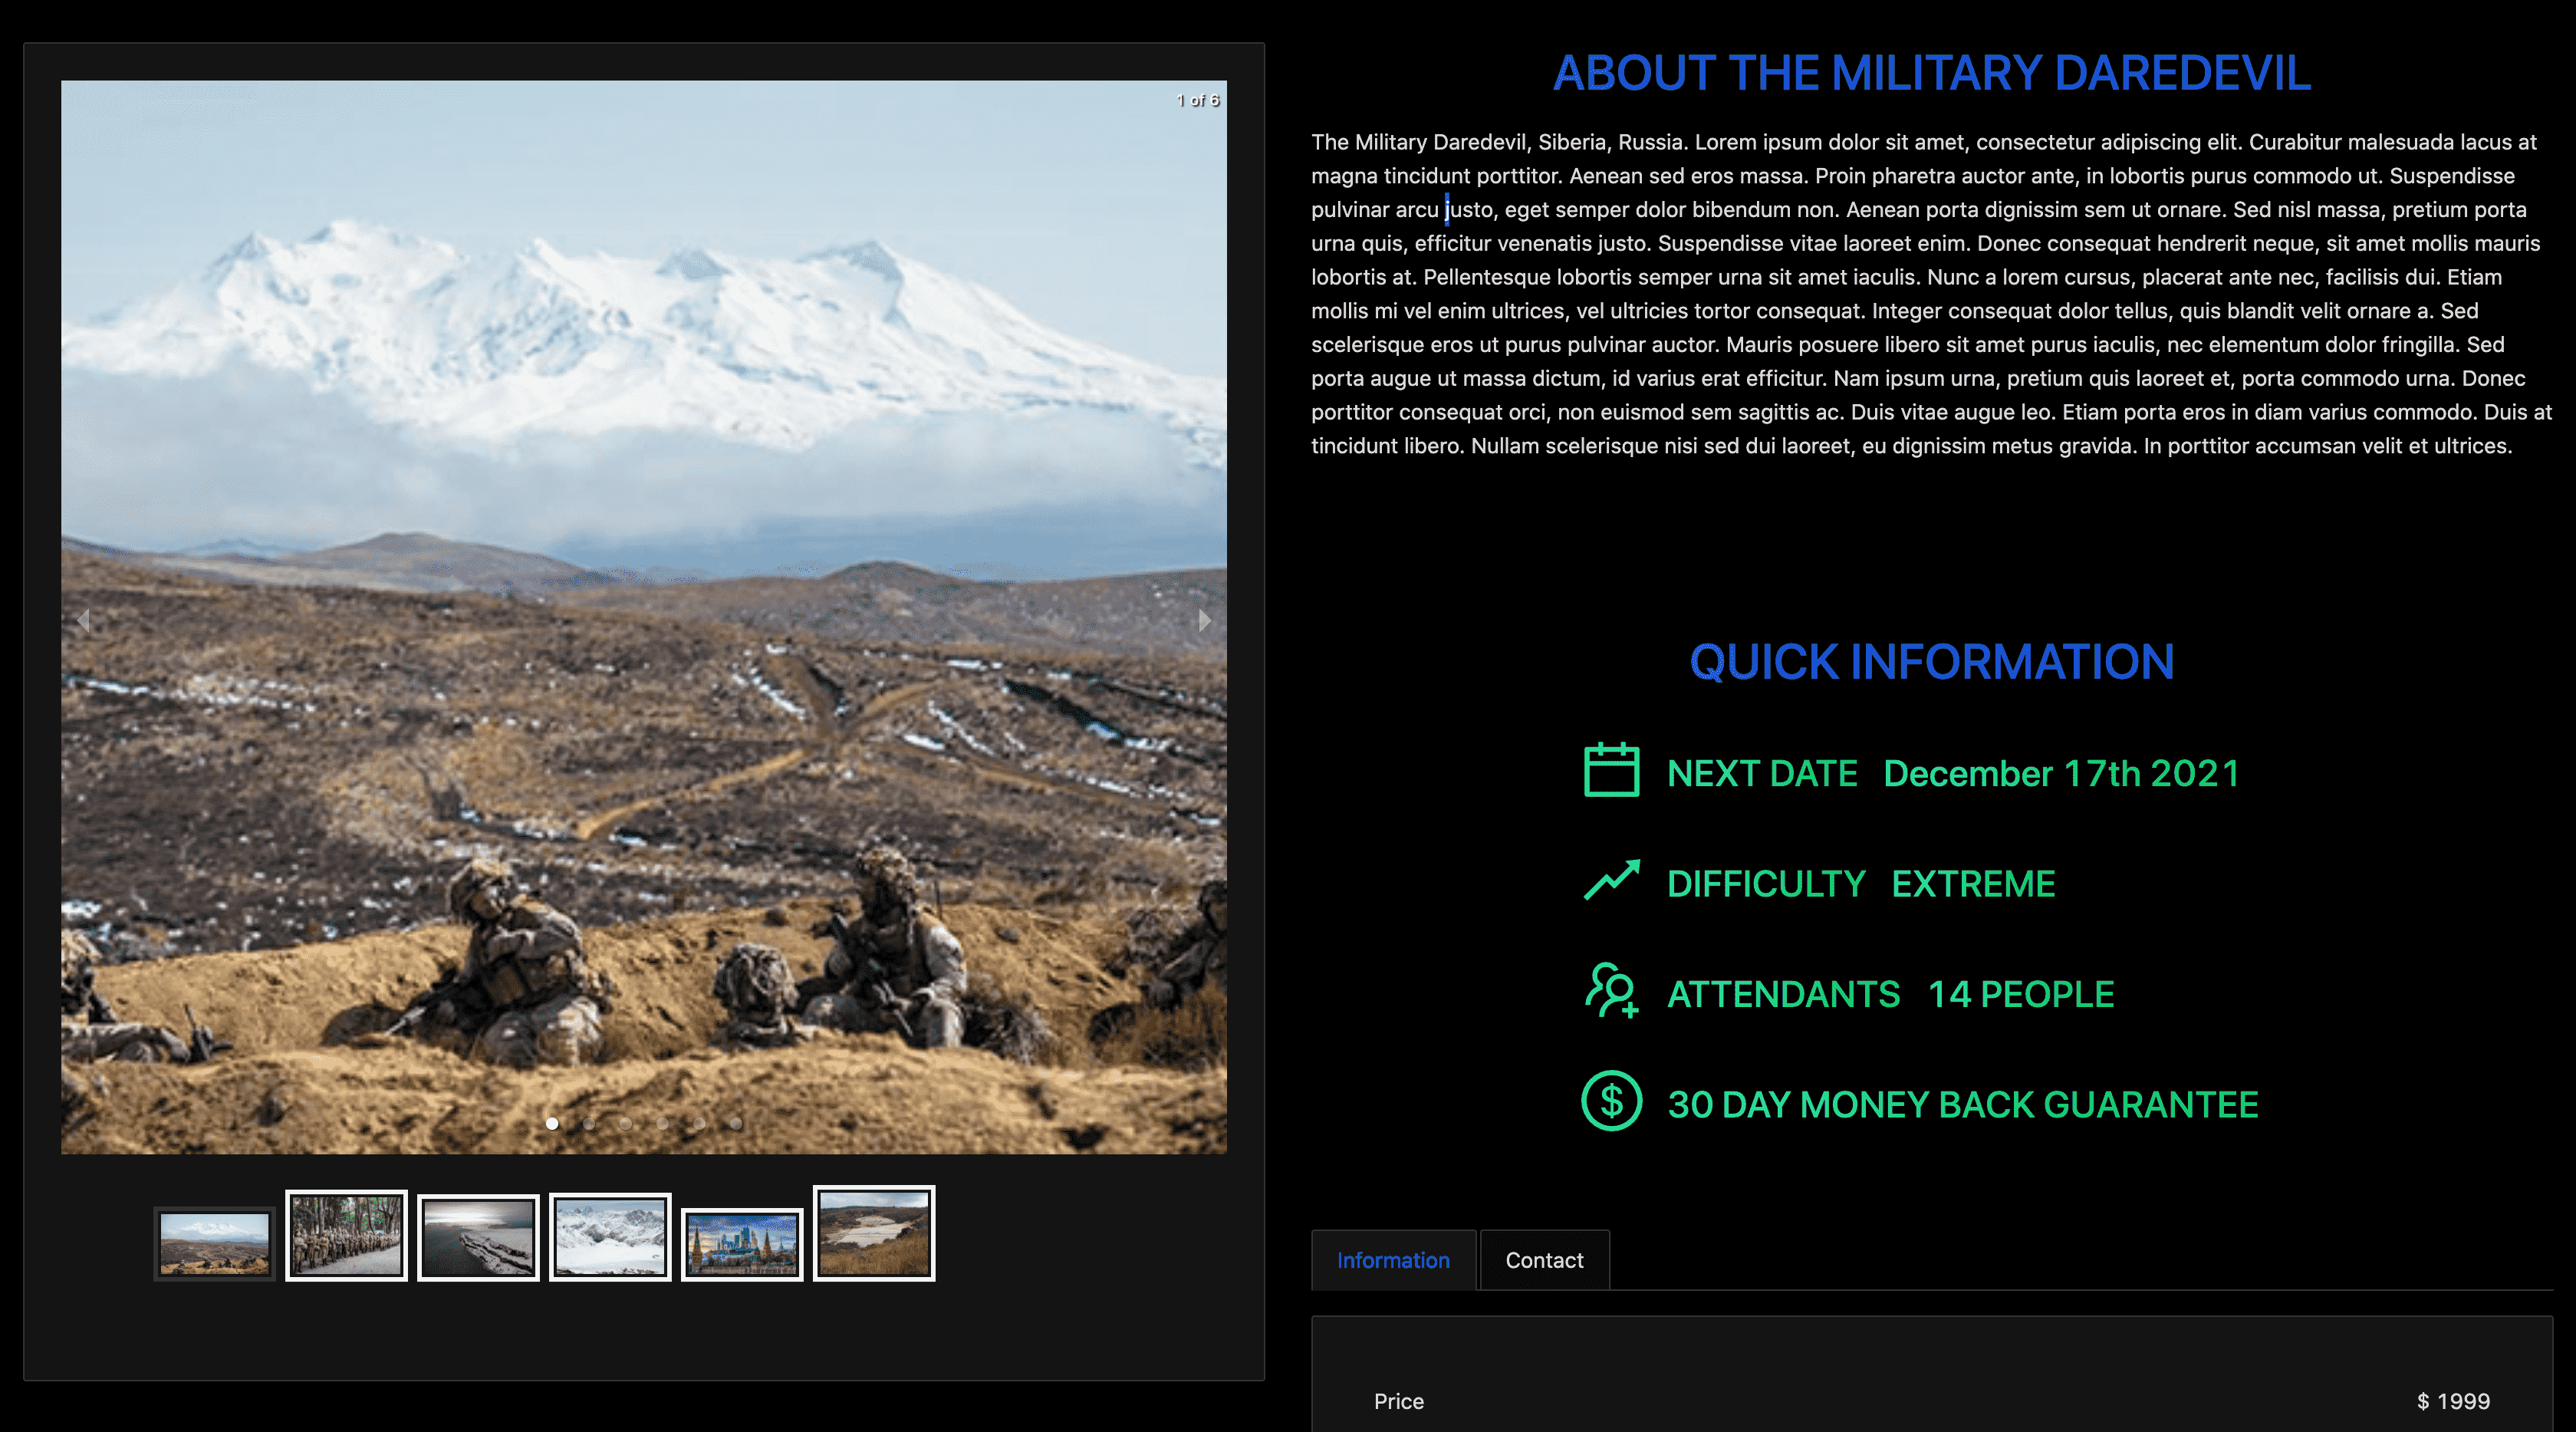 1 of 6
ABOUT THE MILITARY DAREDEVIL
The Military Daredevil, Siberia, Russia. Lorem ipsum dolor sit amet, consectetur adipiscing elit. Curabitur malesuada lacus at
magna tincidunt porttitor. Aenean sed eros massa. Proin pharetra auctor ante, in lobortis purus commodo ut. Suspendisse
pulvinar arcu justo, eget semper dolor bibendum non. Aenean porta dignissim sem ut ornare. Sed nisl massa, pretium porta
urna quis, efficitur venenatis justo. Suspendisse vitae laoreet enim. Donec consequat hendrerit neque, sit amet mollis mauris
lobortis at. Pellentesque lobortis semper urna sit amet iaculis. Nunc a lorem cursus, placerat ante nec, facilisis dui. Etiam
mollis mi vel enim ultrices, vel ultricies tortor consequat. Integer consequat dolor tellus, quis blandit velit ornare a. Sed
scelerisque eros ut purus pulvinar auctor. Mauris posuere libero sit amet purus iaculis, nec elementum dolor fringilla. Sed
porta augue ut massa dictum, id varius erat efficitur. Nam ipsum urna, pretium quis laoreet et, porta commodo urna. Donec
porttitor consequat orci, non euismod sem sagittis ac. Duis vitae augue leo. Etiam porta eros in diam varius commodo. Duis at
tincidunt libero. Nullam scelerisque nisi sed dui laoreet, eu dignissim metus gravida. In porttitor accumsan velit et ultrices.
QUICK INFORMATION
NEXT DATE December 17th 2021
DIFFICULTY EXTREME
ATTENDANTS 14 PEOPLE
$ 30 DAY MONEY BACK GUARANTEE
Information Contact
Price $ 1999